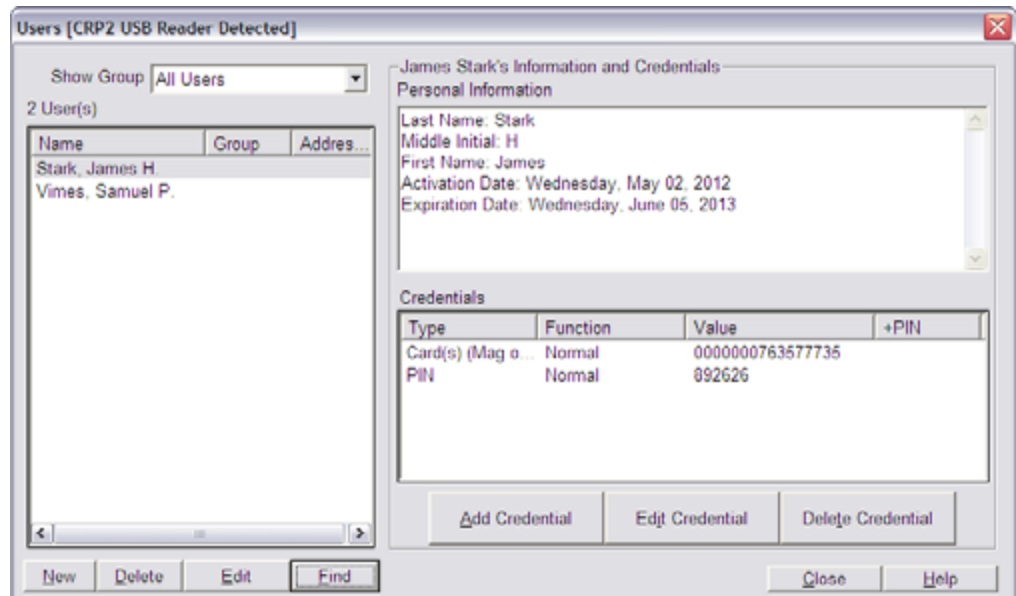 Users [CRP2 USB Reader Detected]
Show Group All Users
2 User(s)
Name Group Addres...
Stark, James H.
Vimes, Samuel P.
James Stark's Information and Credentials
Personal Information
Last Name: Stark
Middle Initial: H
First Name: James
Activation Date: Wednesday, May 02, 2012
Expiration Date: Wednesday, June 05, 2013
Credentials
Type Function Value +PIN
Card(s) (Mag o... Normal 0000000763577735
PIN Normal 892626
Add Credential Edit Credential Delete Credential
New Delete Edit Find Close Help